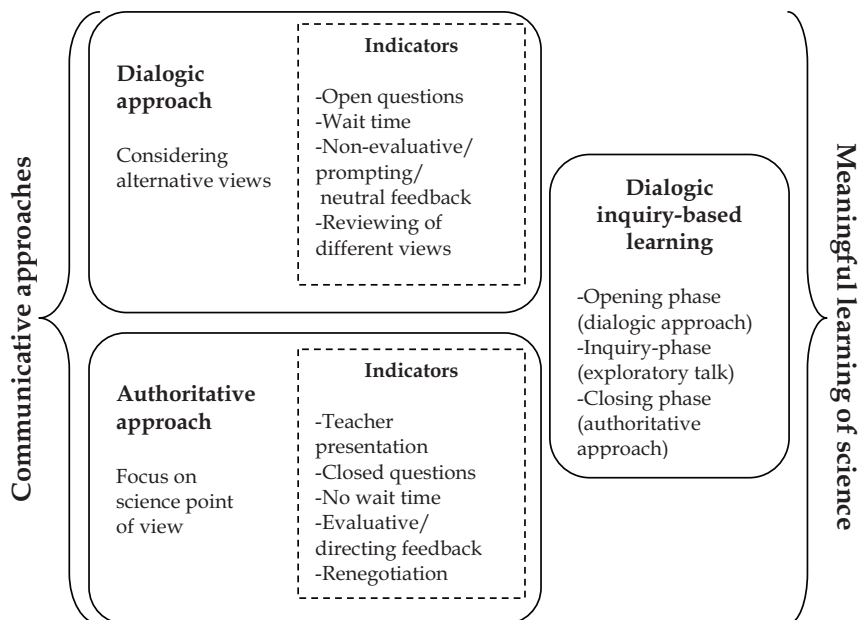 Communicative approaches
Dialogic
approach
Considering
alternative views
Indicators
-Open questions
-Wait time
-Non-evaluative/
prompting/
neutral feedback
-Reviewing of
different views
Authoritative
approach
Focus on
science point
of view
Indicators
-Teacher
presentation
-Closed questions
-No wait time
-Evaluative/
directing feedback
-Renegotiation
Dialogic
inquiry-based
learning
-Opening phase
(dialogic approach)
-Inquiry-phase
(exploratory talk)
-Closing phase
(authoritative
approach)
Meaningful learning of science